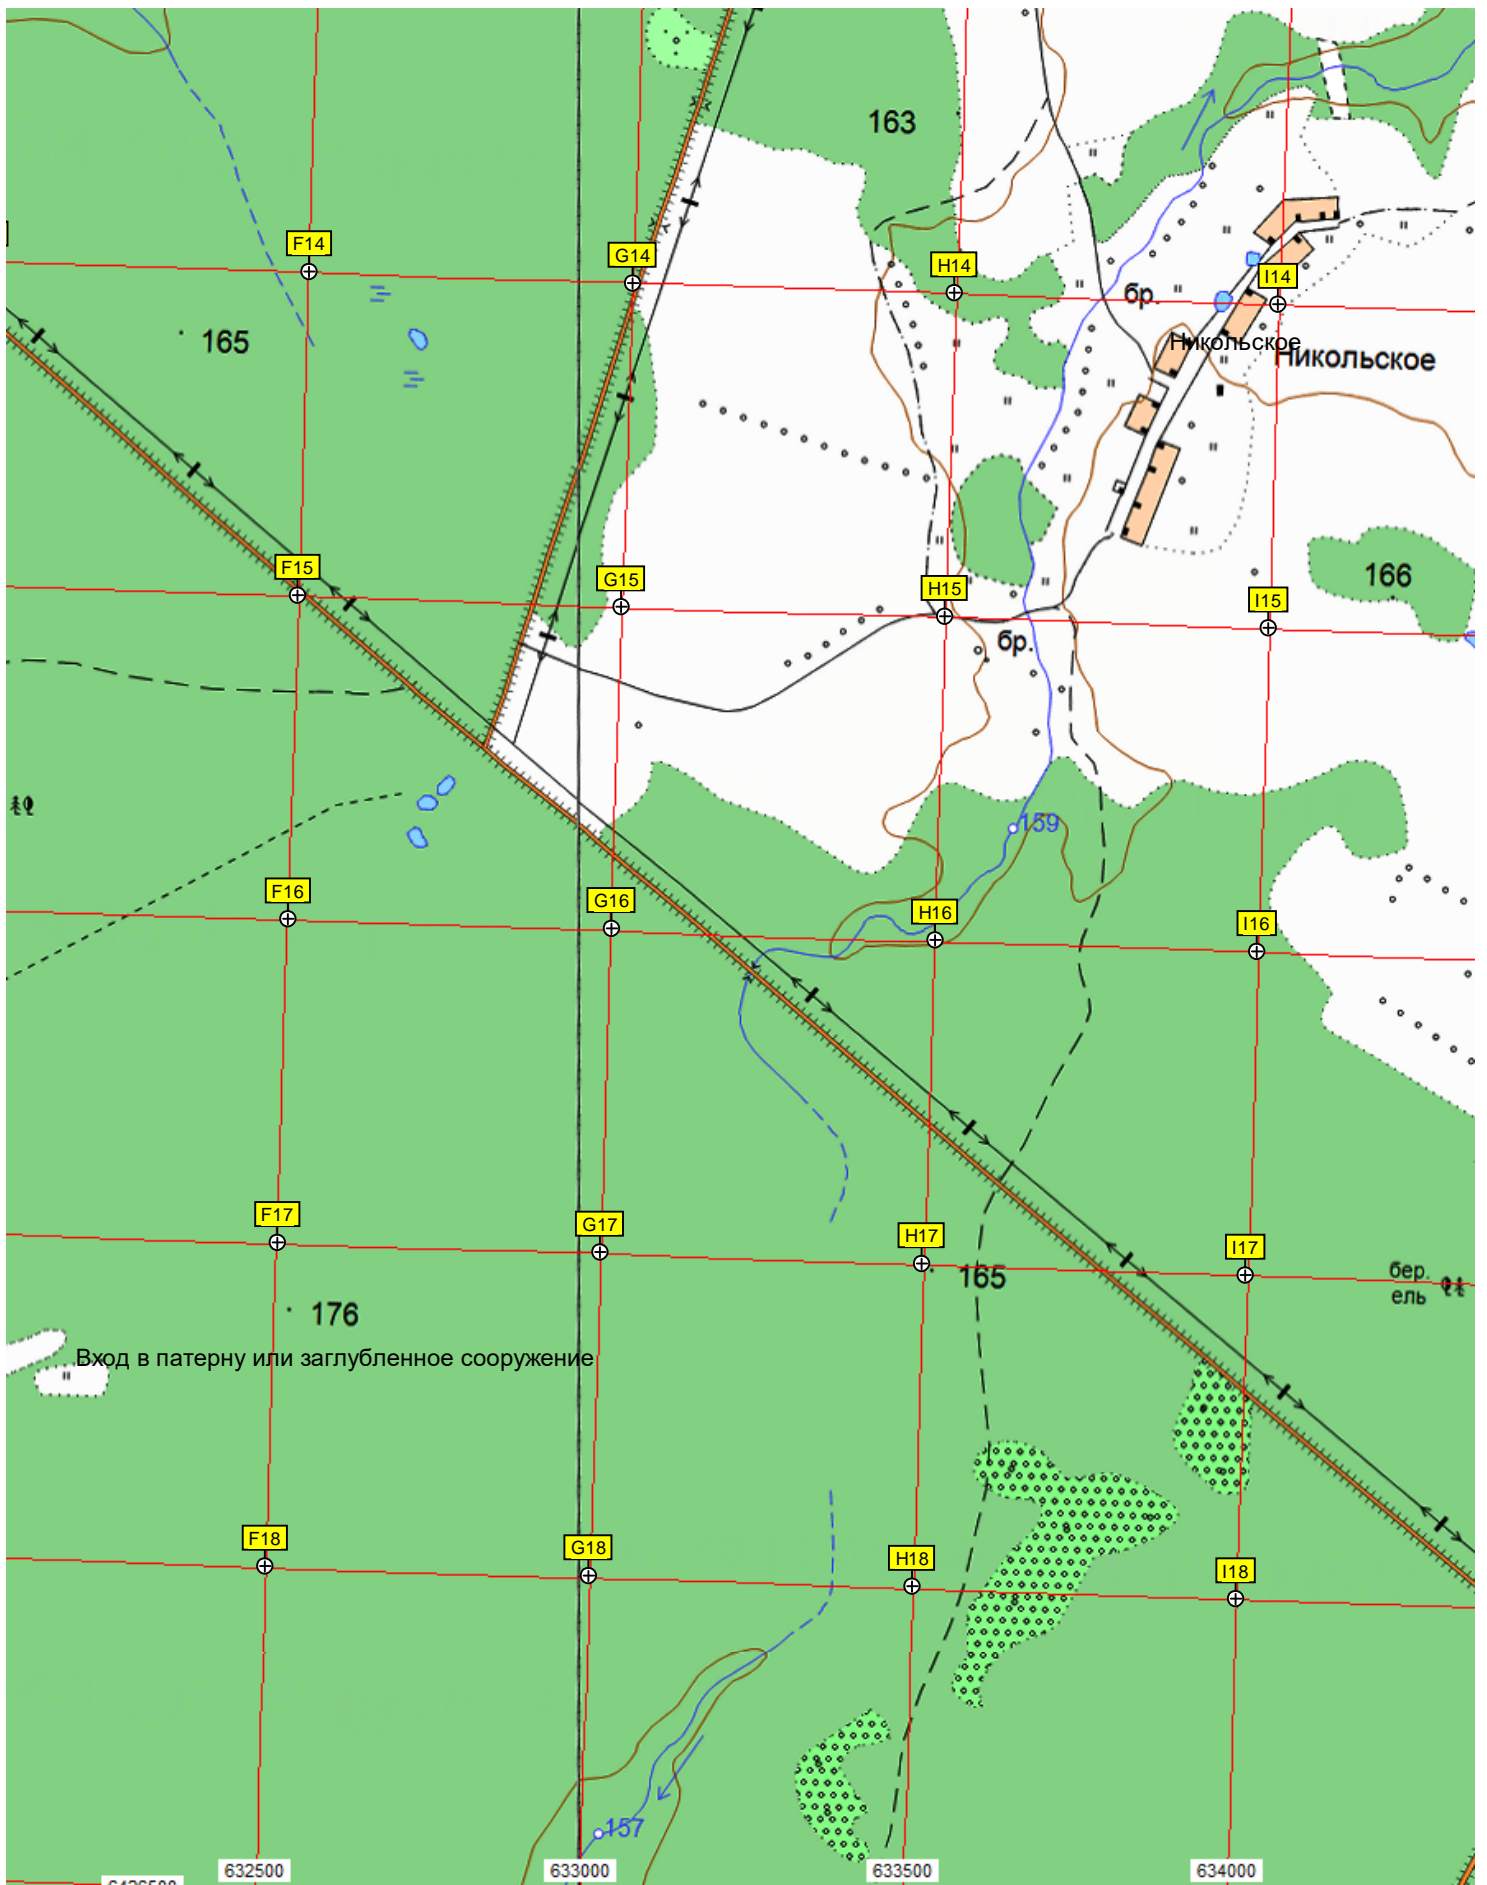 163
F14
G14
H14
I14
бр.
165
Никольское
Никольское
F15
G15
H15
I15
166
бр.
159
F16
G16
H16
I16
F17
G17
H17
I17
165
бер.
ель
176
Вход в патерну или заглубленное сооружение
F18
G18
H18
I18
157
632500
633000
633500
634000